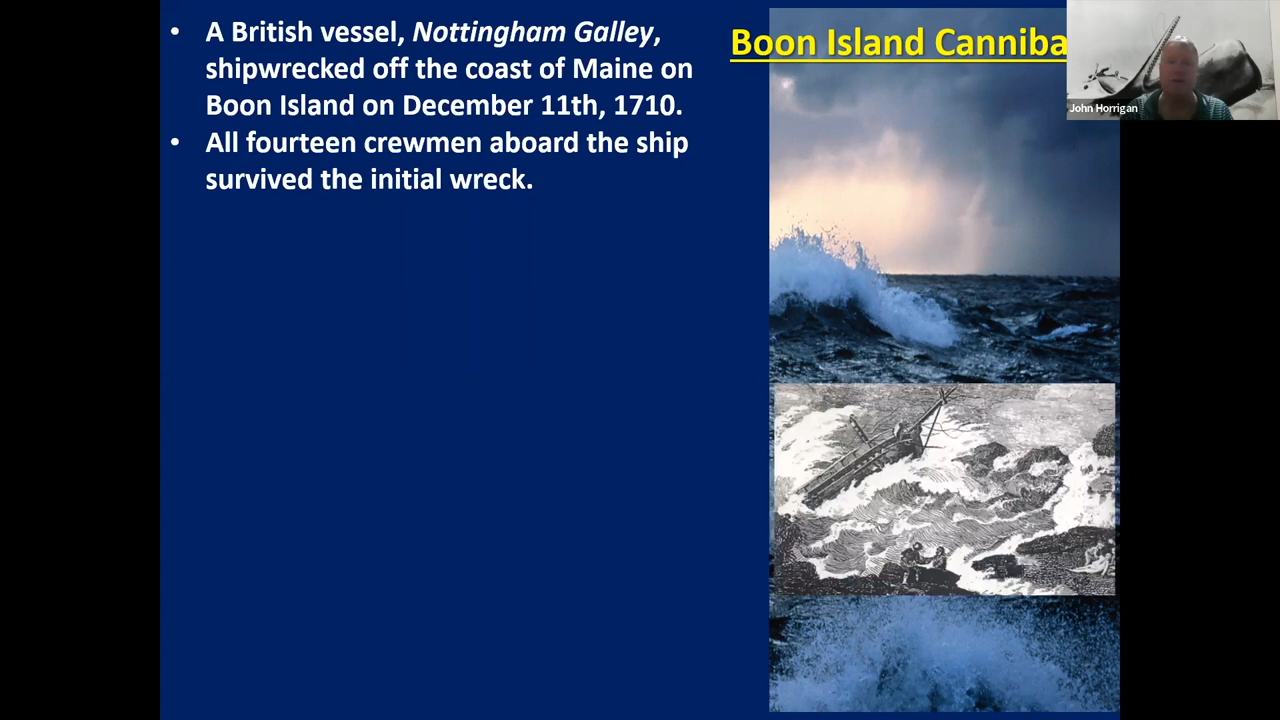 Boon Island Canniba
• A British vessel, Nottingham Galley,
shipwrecked off the coast of Maine on
Boon Island on December 11th, 1710.
• All fourteen crewmen aboard the ship
survived the initial wreck.
John Horrigan